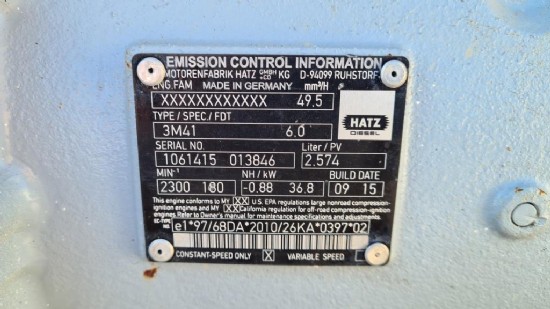 EMISSION CONTROL INFORMATION
MOTORENFABRIK HATZ GMBH +CO KG D-94099 RUHSTORF
ENG.FAM MADE IN GERMANY mm³/H
XXXXXXXXXXXX 49.5
TYPE / SPEC / FDT
3M41 6.0
HATZ
DIESEL
SERIAL NO. Liter / PV
1061415 013846 2.574
MIN-¹ NH / kW BUILD DATE
2300 180 -0.88 36.8 09 15
This engine conforms to MY XX U.S. EPA regulations large nonroad compression-
ignition engines and MY XX California regulation for off-road compression-ignition
engines. Refer to Owner's manual for maintenance specifications and adjustments
EC-TYPE NO. e1*97/68DA*2010/26KA*0397*02
CONSTANT-SPEED ONLY X VARIABLE SPEED